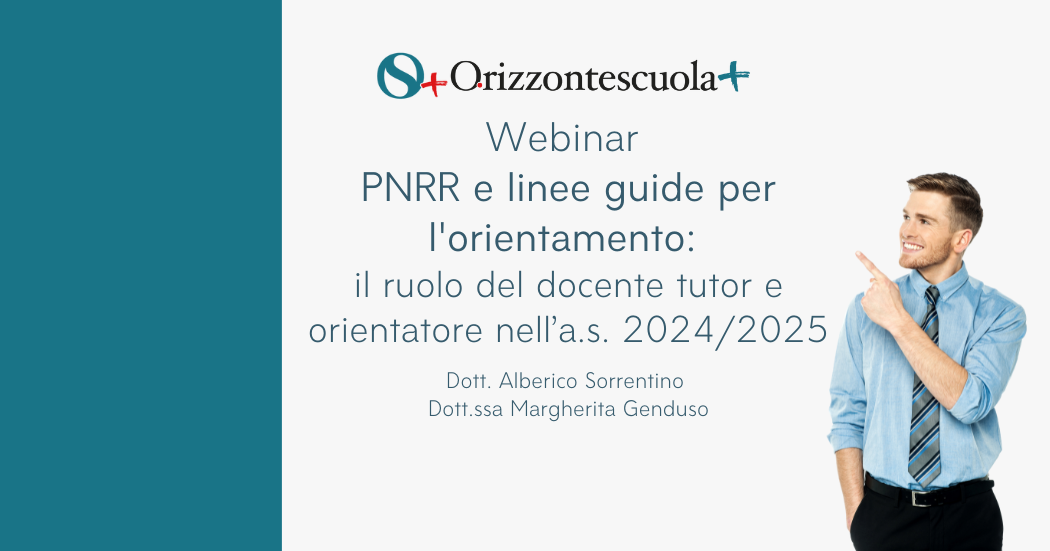 Orizzontescuola
Webinar
PNRR e linee guide per
l'orientamento:
il ruolo del docente tutor e
orientatore nell’a.s. 2024/2025
Dott. Alberico Sorrentino
Dott.ssa Margherita Genduso